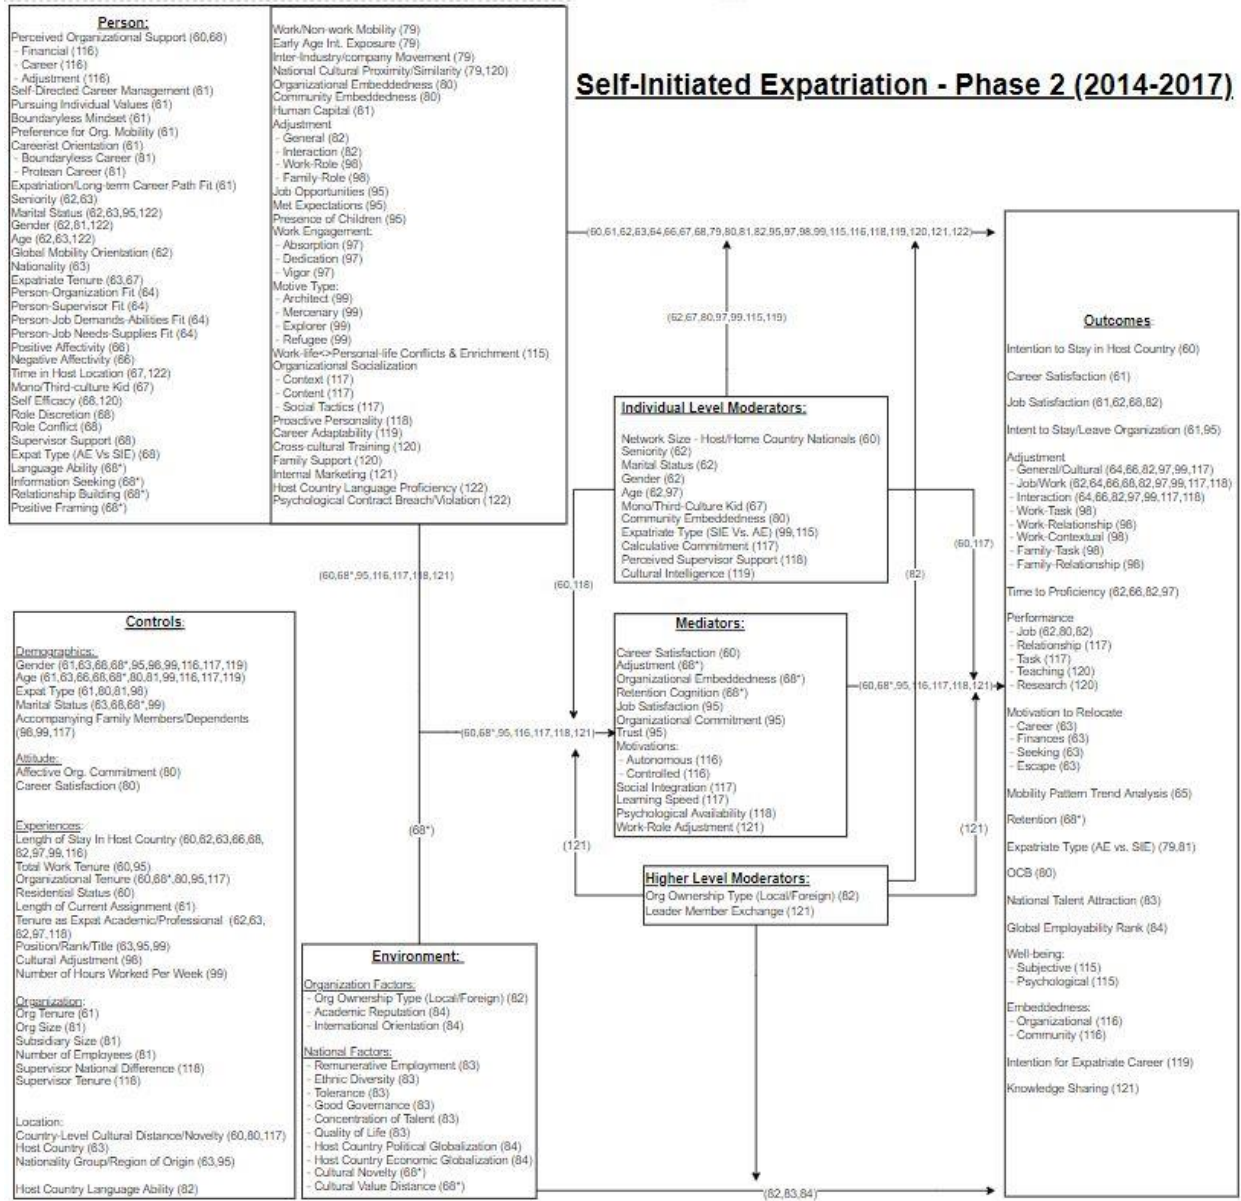 Self-Initiated Expatriation - Phase 2 (2014-2017)
Person:
Perceived Organizational Support (60,68)
- Financial (116)
- Career (116)
- Adjustment (116)
Self-Directed Career Management (61)
Pursuing Individual Values (61)
Boundaryless Mindset (61)
Preference for Org. Mobility (61)
Careerist Orientation (61)
- Boundaryless Career (81)
- Protean Career (81)
Expatriation/Long-term Career Path Fit (61)
Seniority (62,63)
Marital Status (62,63,95,122)
Gender (62,81,122)
Age (62,63,122)
Global Mobility Orientation (62)
Nationality (63)
Expatriate Tenure (63,67)
Person-Organization Fit (64)
Person-Supervisor Fit (64)
Person-Job Demands-Abilities Fit (64)
Person-Job Needs-Supplies Fit (64)
Positive Affectivity (66)
Negative Affectivity (66)
Time in Host Location (67,122)
Mono/Third-culture Kid (67)
Self Efficacy (68,120)
Role Discretion (68)
Role Conflict (68)
Supervisor Support (68)
Expat Type (AE Vs SIE) (68)
Language Ability (68*)
Information Seeking (68*)
Relationship Building (68*)
Positive Framing (68*)
Work/Non-work Mobility (79)
Early Age Int. Exposure (79)
Inter-Industry/company Movement (79)
National Cultural Proximity/Similarity (79,120)
Organizational Embeddedness (80)
Community Embeddedness (80)
Human Capital (81)
Adjustment
- General (82)
- Interaction (82)
- Work-Role (98)
- Family-Role (98)
Job Opportunities (95)
Met Expectations (95)
Presence of Children (95)
Work Engagement:
- Absorption (97)
- Dedication (97)
- Vigor (97)
Motive Type:
- Architect (99)
- Mercenary (99)
- Explorer (99)
- Refugee (99)
Work-life<>Personal-life Conflicts & Enrichment (115)
Organizational Socialization
- Context (117)
- Content (117)
- Social Tactics (117)
Proactive Personality (118)
Career Adaptability (119)
Cross-cultural Training (120)
Family Support (120)
Internal Marketing (121)
Host Country Language Proficiency (122)
Psychological Contract Breach/Violation (122)
(60,61,62,63,64,66,67,68,79,80,81,82,95,97,98,99,115,116,118,119,120,121,122)
(62,67,80,97,99,115,119)
Individual Level Moderators:
Network Size - Host/Home Country Nationals (60)
Seniority (62)
Marital Status (62)
Gender (62)
Age (62,97)
Mono/Third-Culture Kid (67)
Community Embeddedness (80)
Expatriate Type (SIE Vs. AE) (99,115)
Calculative Commitment (117)
Perceived Supervisor Support (118)
Cultural Intelligence (119)
(60,68*,95,116,117,118,121)
(60,118)
(82)
(60,117)
Controls:
Demographics:
Gender (61,63,66,68*,95,98,99,116,117,119)
Age (61,63,66,68,68*,80,81,99,116,117,119)
Expat Type (61,80,81,98)
Marital Status (63,68,68*,99)
Accompanying Family Members/Dependents
(98,99,117)
Attitude:
Affective Org. Commitment (80)
Career Satisfaction (80)
Experiences:
Length of Stay In Host Country (60,62,63,66,68,
82,97,99,116)
Total Work Tenure (60,95)
Organizational Tenure (60,68*,80,95,117)
Residential Status (60)
Length of Current Assignment (61)
Tenure as Expat Academic/Professional (62,63,
82,97,118)
Position/Rank/Title (63,95,99)
Cultural Adjustment (98)
Number of Hours Worked Per Week (99)
Organization:
Org Tenure (61)
Org Size (81)
Subsidiary Size (81)
Number of Employees (81)
Supervisor National Difference (118)
Supervisor Tenure (118)
Location:
Country-Level Cultural Distance/Novelty (60,80,117)
Host Country (63)
Nationality Group/Region of Origin (63,95)
Host Country Language Ability (82)
Mediators:
Career Satisfaction (60)
Adjustment (68*)
Organizational Embeddedness (68*)
Retention Cognition (68*)
Job Satisfaction (95)
Organizational Commitment (95)
Trust (95)
Motivations:
- Autonomous (116)
- Controlled (116)
Social Integration (117)
Learning Speed (117)
Psychological Availability (118)
Work-Role Adjustment (121)
(60,68*,95,116,117,118,121)
(60,68*,95,116,117,118,121)
(68*)
(121)
(121)
Higher Level Moderators:
Org Ownership Type (Local/Foreign) (82)
Leader Member Exchange (121)
Environment:
Organization Factors:
- Org Ownership Type (Local/Foreign) (82)
- Academic Reputation (84)
- International Orientation (84)
National Factors:
- Remunerative Employment (83)
- Ethnic Diversity (83)
- Tolerance (83)
- Good Governance (83)
- Concentration of Talent (83)
- Quality of Life (83)
- Host Country Political Globalization (84)
- Host Country Economic Globalization (84)
- Cultural Novelty (68*)
- Cultural Value Distance (68*)
(82,83,84)
Outcomes:
Intention to Stay in Host Country (60)
Career Satisfaction (61)
Job Satisfaction (61,62,68,82)
Intent to Stay/Leave Organization (61,95)
Adjustment
- General/Cultural (64,66,82,97,99,117)
- Job/Work (62,64,66,68,82,97,99,117,118)
- Interaction (64,66,82,97,99,117,118)
- Work-Task (98)
- Work-Relationship (98)
- Work-Contextual (98)
- Family-Task (98)
- Family-Relationship (98)
Time to Proficiency (62,66,82,97)
Performance
- Job (62,80,82)
- Relationship (117)
- Task (117)
- Teaching (120)
- Research (120)
Motivation to Relocate
- Career (63)
- Finances (63)
- Seeking (63)
- Escape (63)
Mobility Pattern Trend Analysis (65)
Retention (68*)
Expatriate Type (AE vs. SIE) (79,81)
OCB (80)
National Talent Attraction (83)
Global Employability Rank (84)
Well-being:
- Subjective (115)
- Psychological (115)
Embeddedness:
- Organizational (116)
- Community (116)
Intention for Expatriate Career (119)
Knowledge Sharing (121)